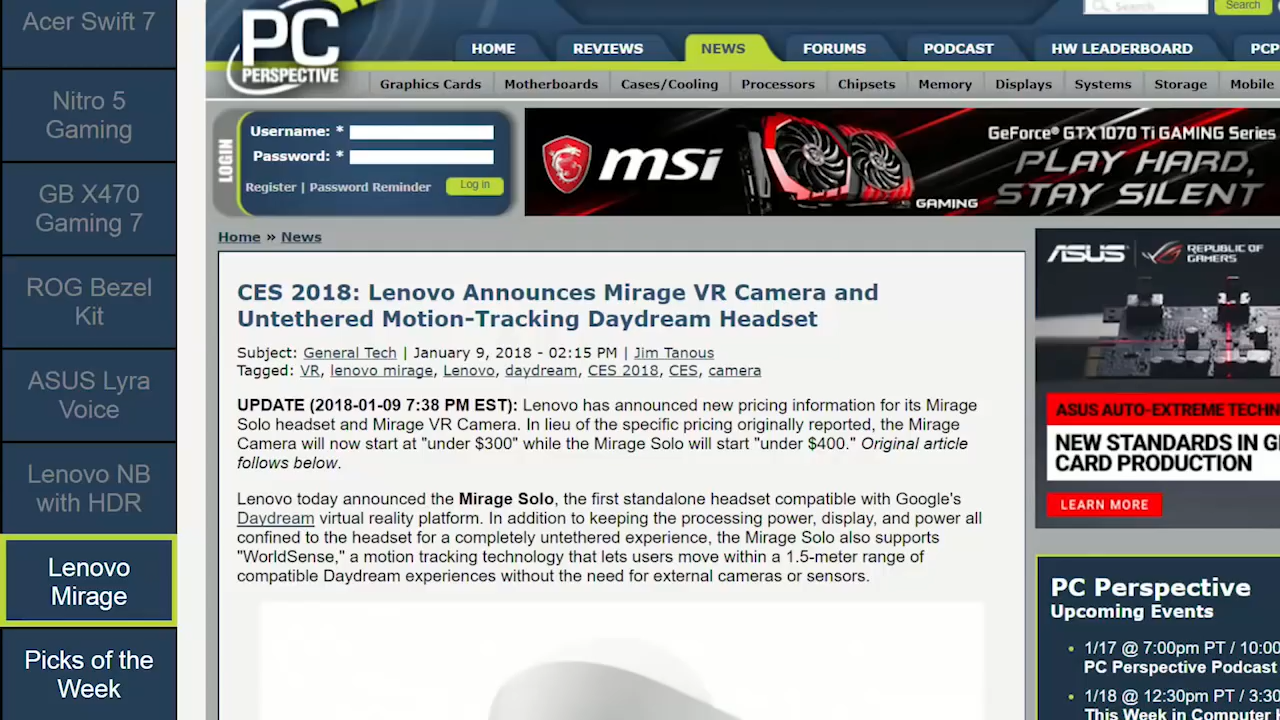 Acer Swift 7
Nitro 5
Gaming
GB X470
Gaming 7
ROG Bezel
Kit
ASUS Lyra
Voice
Lenovo NB
with HDR
Lenovo
Mirage
Picks of the
Week
PC
PERSPECTIVE
Search
Search
HOME
REVIEWS
NEWS
FORUMS
PODCAST
HW LEADERBOARD
PCP
Graphics Cards
Motherboards
Cases/Cooling
Processors
Chipsets
Memory
Displays
Systems
Storage
Mobile
LOGIN
Username: *
Password: *
Register | Password Reminder
Log in
msi
GeForce® GTX 1070 Ti GAMING Series
PLAY HARD,
STAY SILENT
GAMING
Home » News
CES 2018: Lenovo Announces Mirage VR Camera and
Untethered Motion-Tracking Daydream Headset
Subject: General Tech | January 9, 2018 - 02:15 PM | Jim Tanous
Tagged: VR, lenovo mirage, Lenovo, daydream, CES 2018, CES, camera
UPDATE (2018-01-09 7:38 PM EST): Lenovo has announced new pricing information for its Mirage
Solo headset and Mirage VR Camera. In lieu of the specific pricing originally reported, the Mirage
Camera will now start at "under $300" while the Mirage Solo will start "under $400." Original article
follows below.
Lenovo today announced the Mirage Solo, the first standalone headset compatible with Google's
Daydream virtual reality platform. In addition to keeping the processing power, display, and power all
confined to the headset for a completely untethered experience, the Mirage Solo also supports
"WorldSense," a motion tracking technology that lets users move within a 1.5-meter range of
compatible Daydream experiences without the need for external cameras or sensors.
ASUS
REPUBLIC OF
GAMERS
ASUS AUTO-EXTREME TECHN
NEW STANDARDS IN G
CARD PRODUCTION
LEARN MORE
PC Perspective
Upcoming Events
1/17 @ 7:00pm PT / 10:00
PC Perspective Podcast
1/18 @ 12:30pm PT / 3:30
This Week in Computer